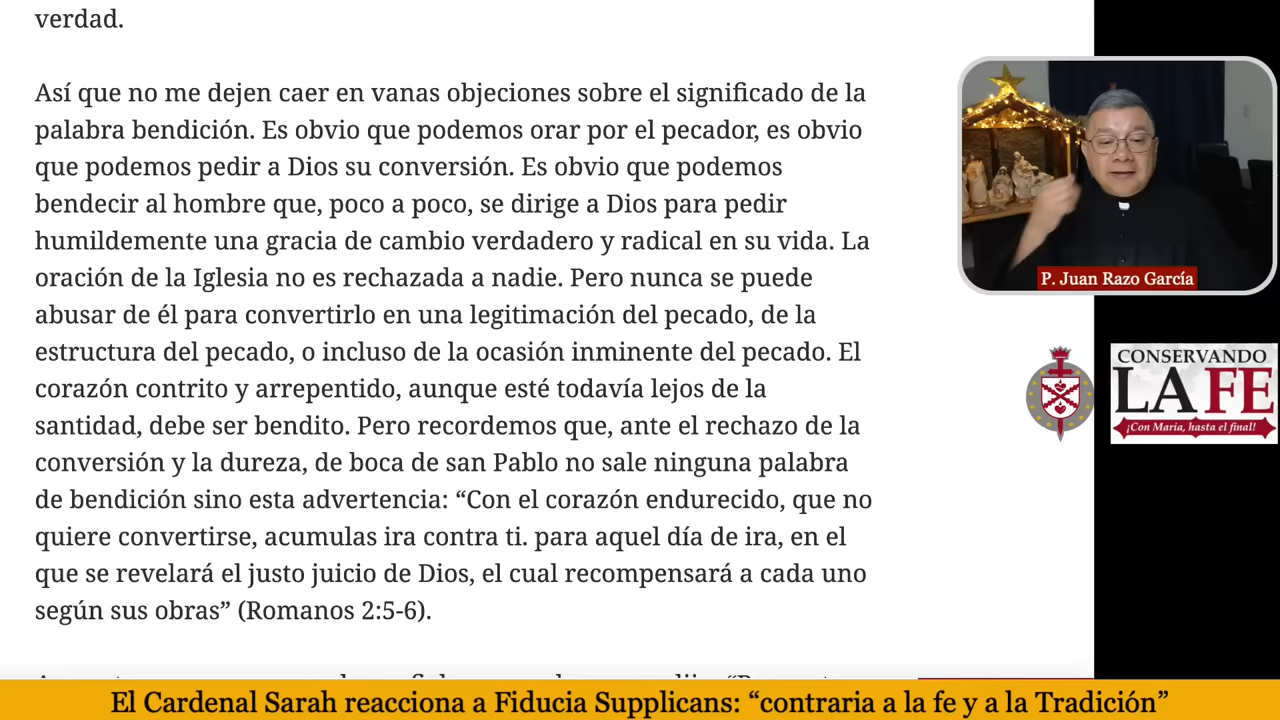 verdad.
Así que no me dejen caer en vanas objeciones sobre el significado de la
palabra bendición. Es obvio que podemos orar por el pecador, es obvio
que podemos pedir a Dios su conversión. Es obvio que podemos
bendecir al hombre que, poco a poco, se dirige a Dios para pedir
humildemente una gracia de cambio verdadero y radical en su vida. La
oración de la Iglesia no es rechazada a nadie. Pero nunca se puede
abusar de él para convertirlo en una legitimación del pecado, de la
estructura del pecado, o incluso de la ocasión inminente del pecado. El
corazón contrito y arrepentido, aunque esté todavía lejos de la
santidad, debe ser bendito. Pero recordemos que, ante el rechazo de la
conversión y la dureza, de boca de san Pablo no sale ninguna palabra
de bendición sino esta advertencia: “Con el corazón endurecido, que no
quiere convertirse, acumulas ira contra ti. para aquel día de ira, en el
que se revelará el justo juicio de Dios, el cual recompensará a cada uno
según sus obras” (Romanos 2:5-6).
P. Juan Razo García
CONSERVANDO
LA FE
¡Con Maria, hasta el final!
El Cardenal Sarah reacciona a Fiducia Supplicans: “contraria a la fe y a la Tradición”